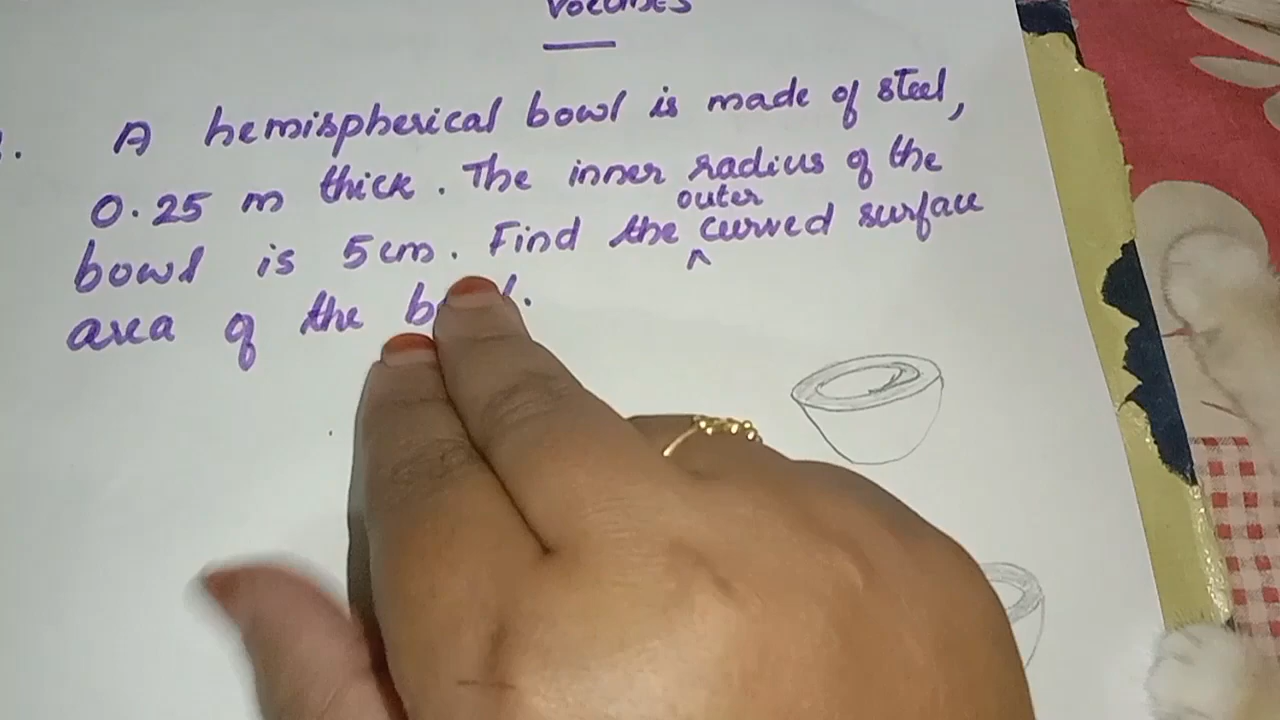 VOLUMES
A hemispherical bowl is made of steel,
0.25 m thick. The inner radius of the
outer
bowl is 5cm. Find the ^ curved surface
area of the